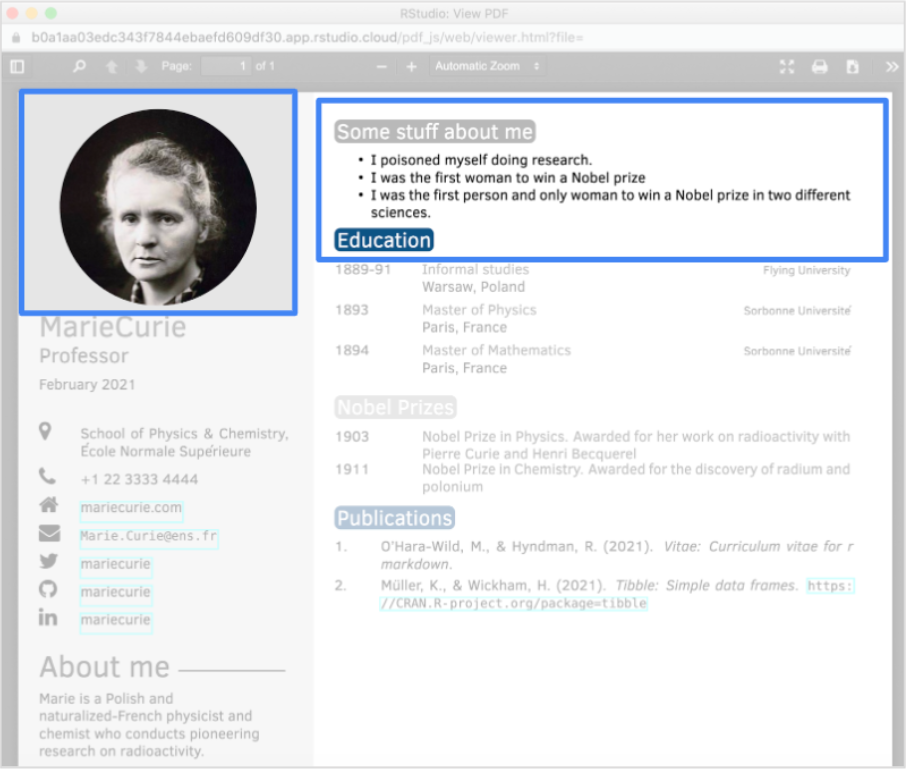 RStudio: View PDF
b0a1aa03edc343f7844ebaefd609df30.app.rstudio.cloud/pdf_js/web/viewer.html?file=
Page: 1 of 1 Automatic Zoom
MarieCurie
Professor
February 2021
School of Physics & Chemistry,
École Normale Supérieure
+1 22 3333 4444
mariecurie.com
Marie.Curie@ens.fr
mariecurie
mariecurie
mariecurie
About me
Marie is a Polish and
naturalized-French physicist and
chemist who conducts pioneering
research on radioactivity.
Some stuff about me
• I poisoned myself doing research.
• I was the first woman to win a Nobel prize
• I was the first person and only woman to win a Nobel prize in two different
sciences.
Education
1889-91 Informal studies Flying University
Warsaw, Poland
1893 Master of Physics Sorbonne Université
Paris, France
1894 Master of Mathematics Sorbonne Université
Paris, France
Nobel Prizes
1903 Nobel Prize in Physics. Awarded for her work on radioactivity with
Pierre Curie and Henri Becquerel
1911 Nobel Prize in Chemistry. Awarded for the discovery of radium and
polonium
Publications
1. O'Hara-Wild, M., & Hyndman, R. (2021). Vitae: Curriculum vitae for r
markdown.
2. Müller, K., & Wickham, H. (2021). Tibble: Simple data frames. https:
//CRAN.R-project.org/package=tibble